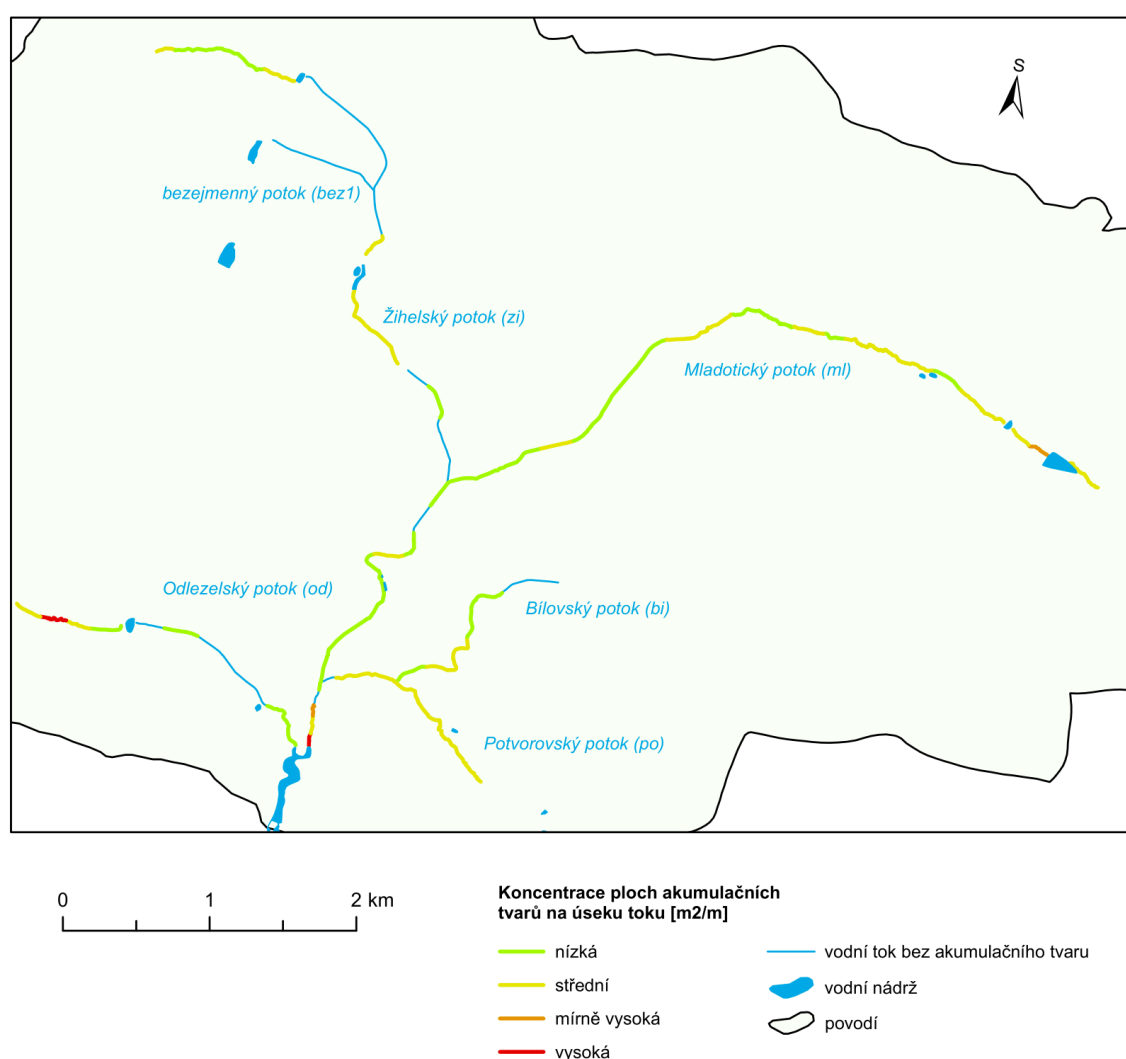 S
bezejmenný potok (bez1)
Žihelský potok (zi)
Mladotický potok (ml)
Odlezelský potok (od)
Bílovský potok (bi)
Potvorovský potok (po)
0 1 2 km
Koncentrace ploch akumulačních
tvarů na úseku toku [m2/m]
nízká
střední
mírně vysoká
vysoká
vodní tok bez akumulačního tvaru
vodní nádrž
povodí